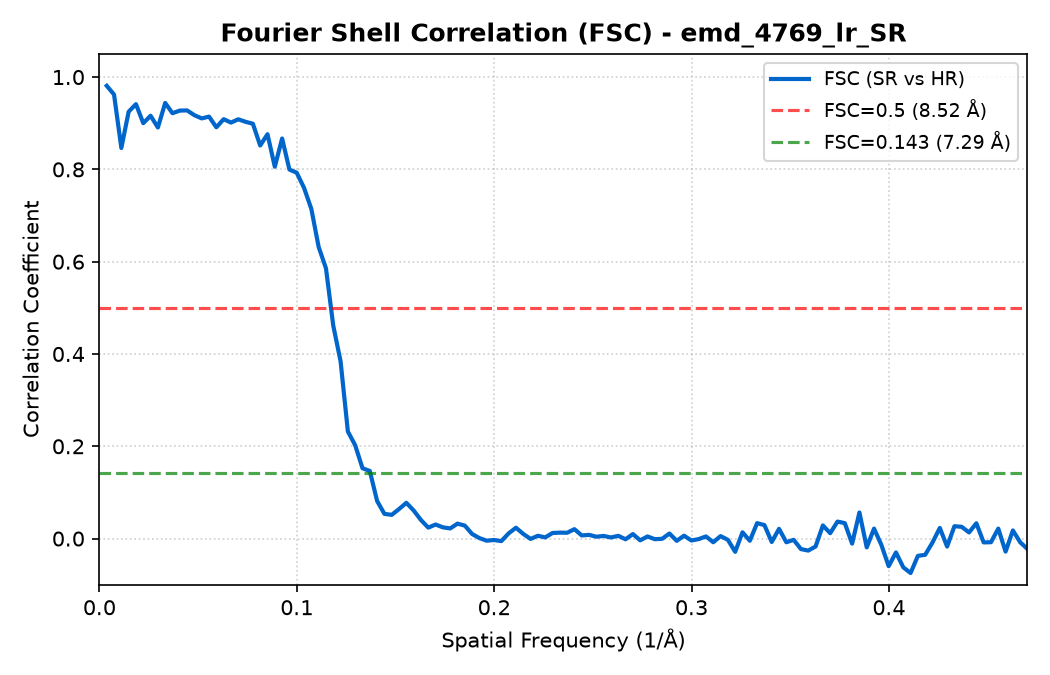 Fourier Shell Correlation (FSC) - emd_4769_lr_SR
FSC (SR vs HR)
FSC=0.5 (8.52 Å)
FSC=0.143 (7.29 Å)
Correlation Coefficient
1.0
0.8
0.6
0.4
0.2
0.0
0.0 0.1 0.2 0.3 0.4
Spatial Frequency (1/Å)